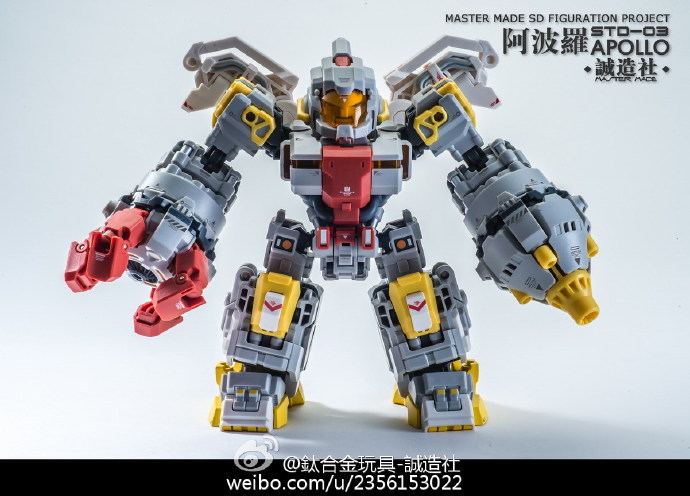 MASTER MADE SD FIGURATION PROJECT
阿波羅 STD-03 APOLLO
·誠造社·
MASTER MADE
@鈦合金玩具-誠造社
weibo.com/u/2356153022